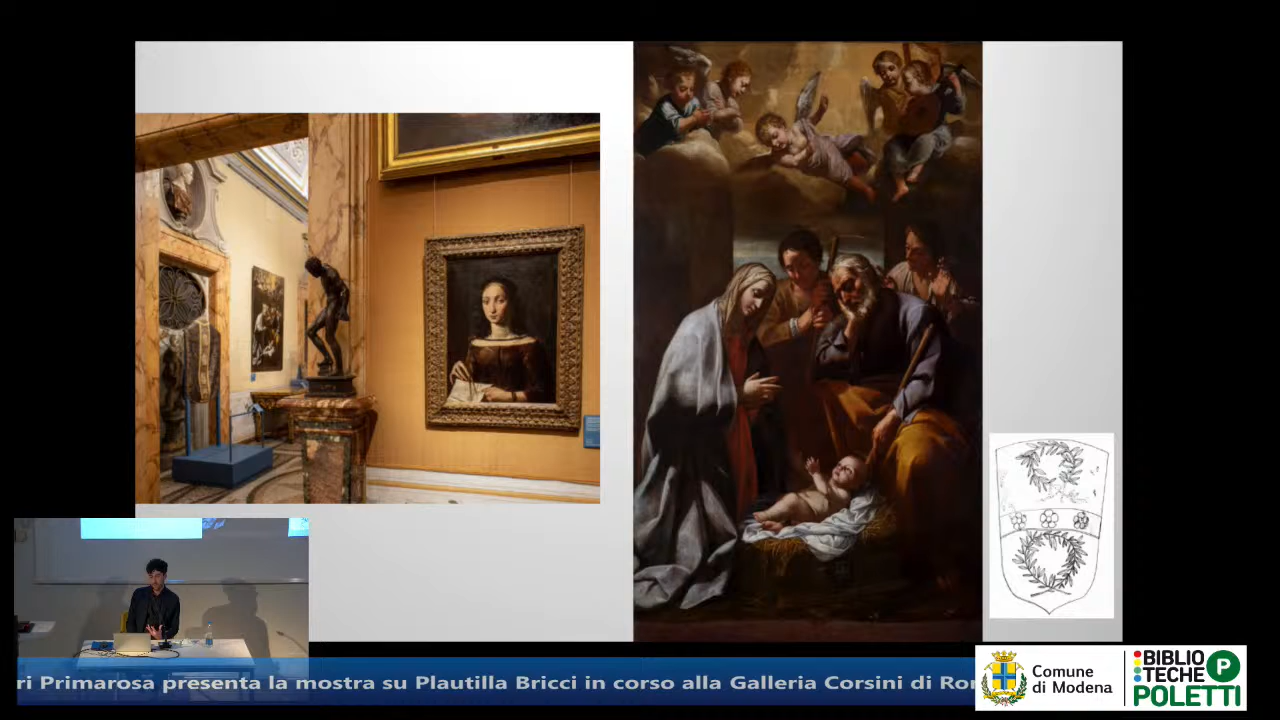 ri Primarosa presenta la mostra su Plautilla Bricci in corso alla Galleria Corsini di Ror
Comune
di Modena
BIBLIO
TECHE
P
POLETTI